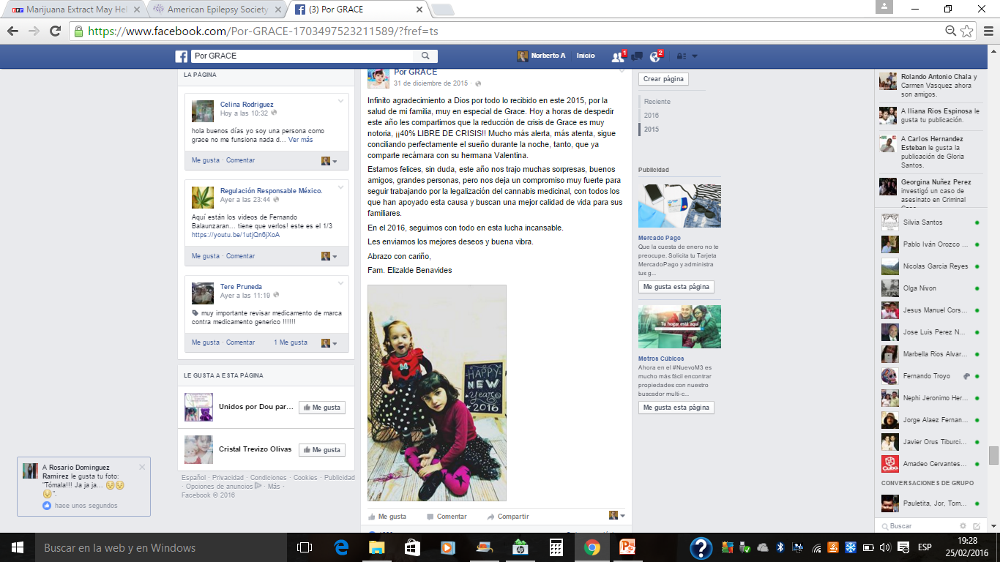 Marijuana Extract May Hel
American Epilepsy Society
(3) Por GRACE
https://www.facebook.com/Por-GRACE-1703497523211589/?fref=ts
Por GRACE
Norberto A
Inicio
1
2
LA PÁGINA
Celina Rodriguez
Hoy a las 10:32
hola buenos días yo soy una persona como
grace no me funsiona nada d... Ver más
Me gusta · Comentar
Regulación Responsable México.
Ayer a las 23:44
Aquí están los videos de Fernando
Balaunzaran... tiene que verlos! este es el 1/3
https://youtu.be/1utjQn6jXoA
Me gusta · Comentar
Tere Pruneda
Ayer a las 11:19
muy importante revisar medicamento de marca
contra medicamento generico !!!!!!
Me gusta · Comentar 1 Me gusta
LE GUSTA A ESTA PÁGINA
Unidos por Dou par...
Me gusta
Cristal Trevizo Olivas
Me gusta
Español · Privacidad · Condiciones · Cookies · Publicidad
· Opciones de anuncios · Más ·
Facebook © 2016
A Rosario Dominguez
Ramirez le gusta tu foto:
"Tómala!!! Ja ja ja...
".
hace unos segundos
Por GRACE
31 de diciembre de 2015 ·
Infinito agradecimiento a Dios por todo lo recibido en este 2015, por la
salud de mi familia, muy en especial de Grace. Hoy a horas de despedir
este año les compartimos que la reducción de crisis de Grace es muy
notoria, ¡¡40% LIBRE DE CRISIS!! Mucho más alerta, más atenta, sigue
conciliando perfectamente el sueño durante la noche, tanto, que ya
comparte recámara con su hermana Valentina.
Estamos felices, sin duda, este año nos trajo muchas sorpresas, buenos
amigos, grandes personas, pero nos deja un compromiso muy fuerte para
seguir trabajando por la legalización del cannabis medicinal, con todos los
que han apoyado esta causa y buscan una mejor calidad de vida para sus
familiares.
En el 2016, seguimos con todo en esta lucha incansable.
Les enviamos los mejores deseos y buena vibra.
Abrazo con cariño,
Fam. Elizalde Benavides
HAPPY
NEW
Year
2016
Me gusta
Comentar
Compartir
Crear página
Reciente
2016
2015
Publicidad
Mercado Pago
Que la cuesta de enero no te
preocupe. Solicita tu Tarjeta
MercadoPago y administra
tus g...
Me gusta esta página
Tu hogar está aquí
Metros Cúbicos
Ahora en el #NuevoM3 es
mucho más fácil encontrar
propiedades con nuestro
buscador multi-c...
Me gusta esta página
Rolando Antonio Chala y
Carmen Vasquez ahora
son amigos.
A Iliana Rios Espinosa le
gusta tu publicación.
A Carlos Hernandez
Esteban le gusta la
publicación de Gloria
Santos.
Georgina Nuñez Perez
investigó un caso de
asesinato en Criminal
Silvia Santos
Pablo Iván Orozco ...
Nicolas Garcia Reyes
Olga Nivon
Jesus Manuel Cors...
Jose Luis Perez N...
Marbella Rios Alvar...
Fernando Troyo
Nephi Jeronimo Her...
Jorge Alaez Fernan...
Javier Orus Tiburci...
Amadeo Cervantes...
CONVERSACIONES DE GRUPO
Pauletita, Jor, Tom...
Buscar
Buscar en la web y en Windows
ESP
19:28
25/02/2016